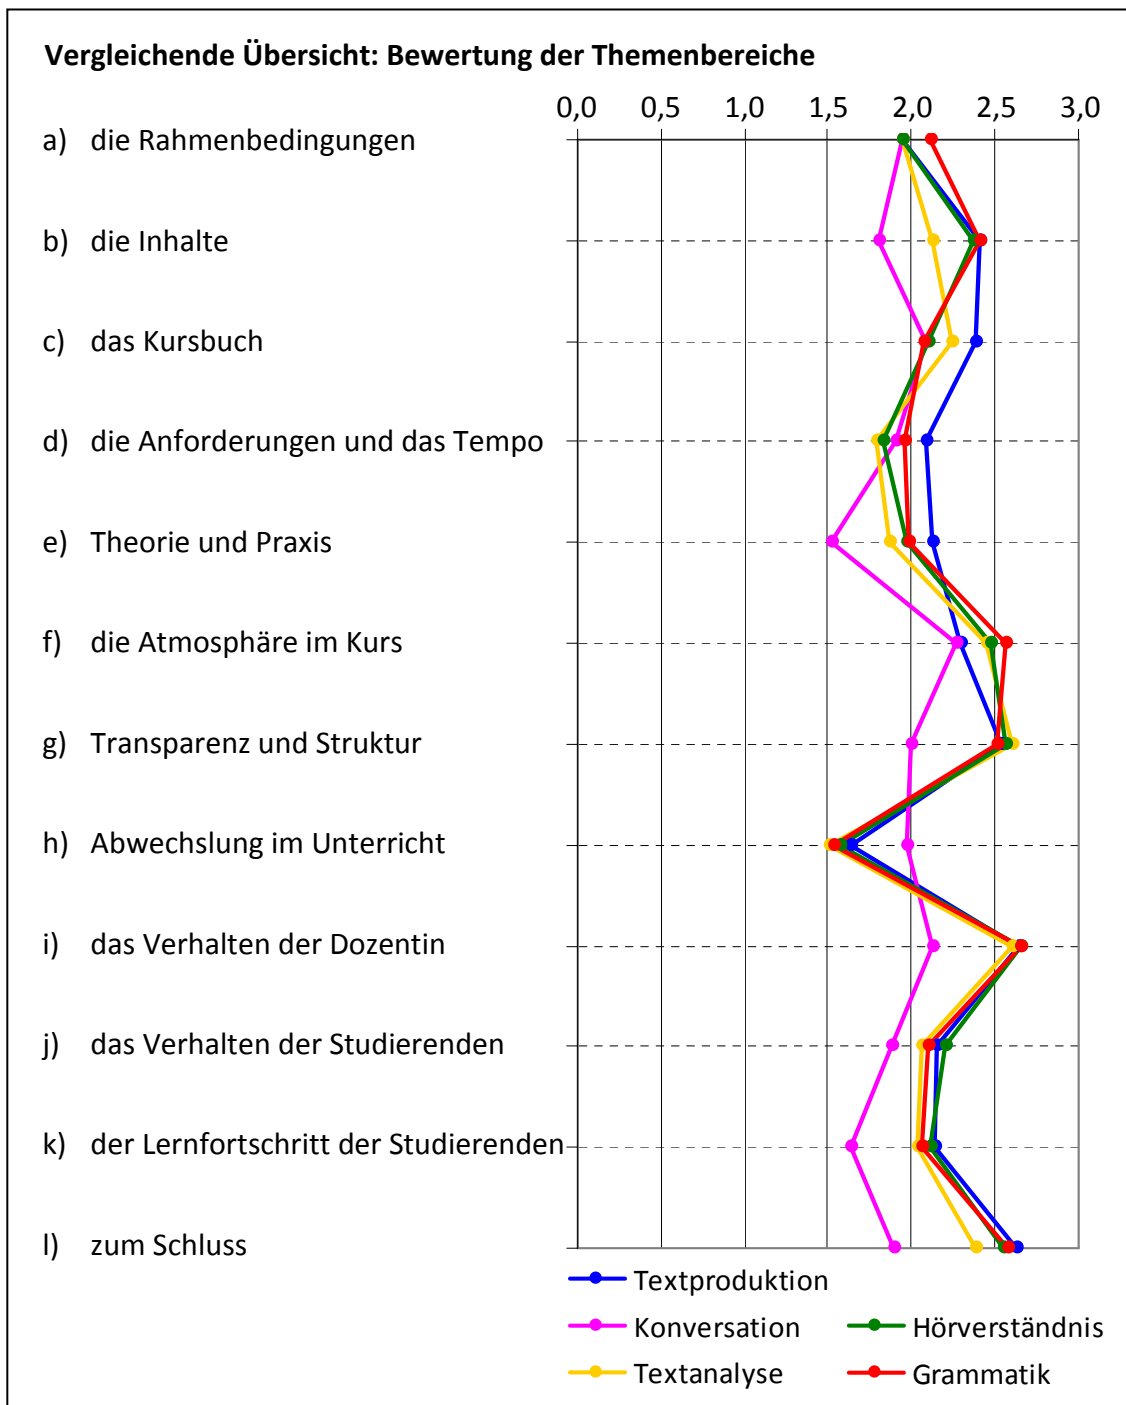 Vergleichende Übersicht: Bewertung der Themenbereiche
0,0 0,5 1,0 1,5 2,0 2,5 3,0
a) die Rahmenbedingungen
b) die Inhalte
c) das Kursbuch
d) die Anforderungen und das Tempo
e) Theorie und Praxis
f) die Atmosphäre im Kurs
g) Transparenz und Struktur
h) Abwechslung im Unterricht
i) das Verhalten der Dozentin
j) das Verhalten der Studierenden
k) der Lernfortschritt der Studierenden
l) zum Schluss
Textproduktion
Konversation Hörverständnis
Textanalyse Grammatik